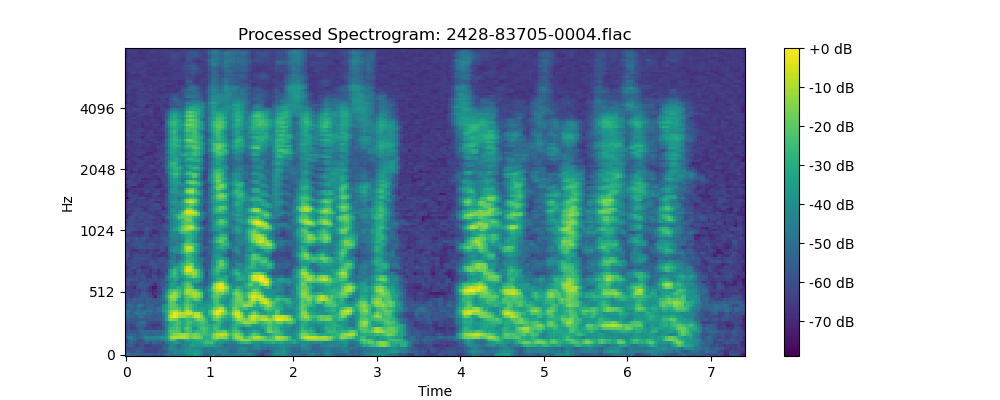 Processed Spectrogram: 2428-83705-0004.flac
+0 dB
-10 dB
-20 dB
-30 dB
-40 dB
-50 dB
-60 dB
-70 dB
4096
2048
1024
512
0
Hz
0 1 2 3 4 5 6 7
Time